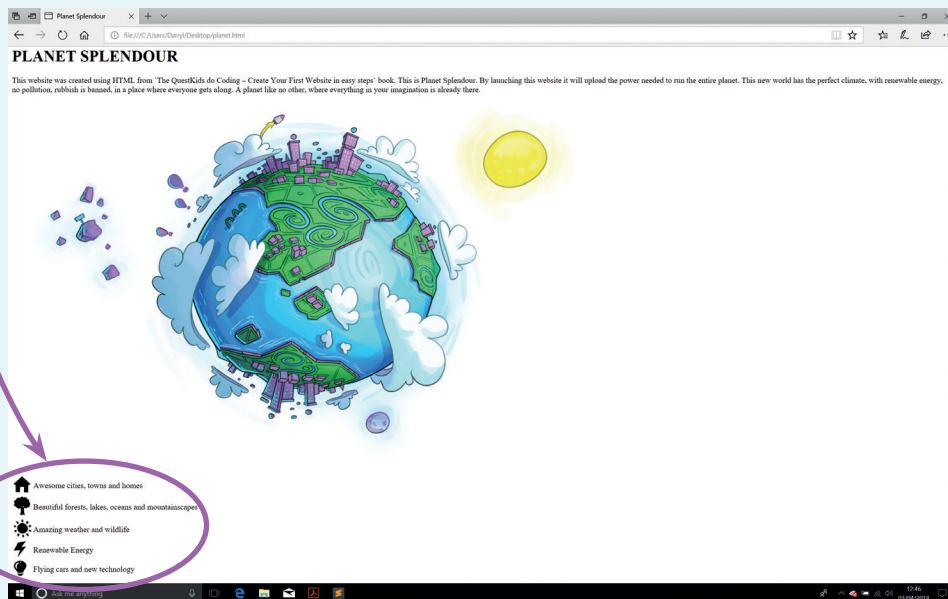 Planet Splendour
file:///C:/Users/Darryl/Desktop/planet.html
PLANET SPLENDOUR
This website was created using HTML from `The QuestKids do Coding – Create Your First Website in easy steps` book. This is Planet Splendour. By launching this website it will upload the power needed to run the entire planet. This new world has the perfect climate, with renewable energy,
no pollution, rubbish is banned, in a place where everyone gets along. A planet like no other, where everything in your imagination is already there.
Awesome cities, towns and homes
Beautiful forests, lakes, oceans and mountainscapes
Amazing weather and wildlife
Renewable Energy
Flying cars and new technology
Ask me anything
12:46
02/04/2018